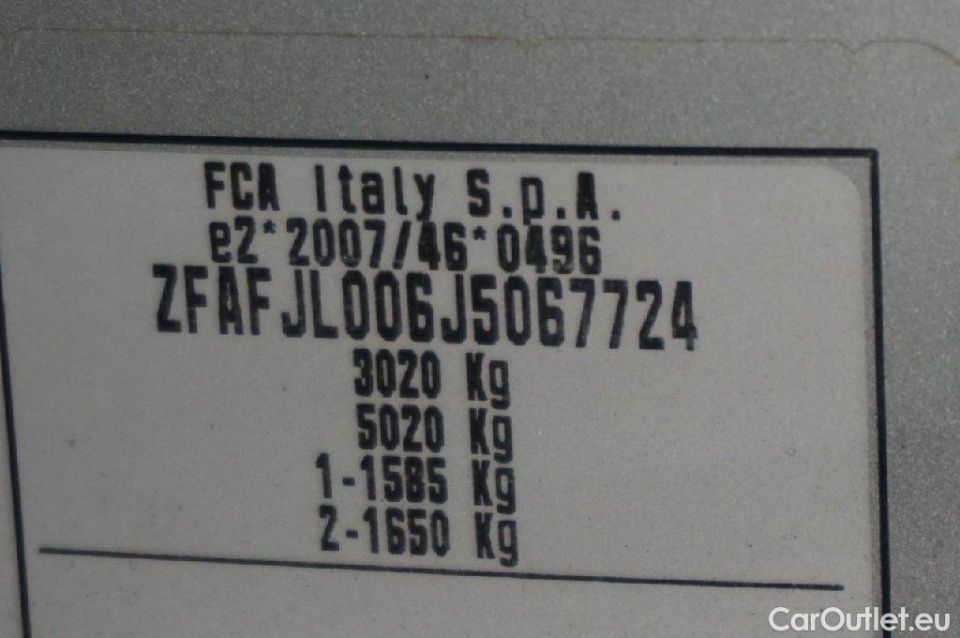 FCA Italy S.p.A.
e2*2007/46*0496
ZFAFJL006J5067724
3020 Kg
5020 Kg
1-1585 Kg
2-1650 Kg
CarOutlet.eu